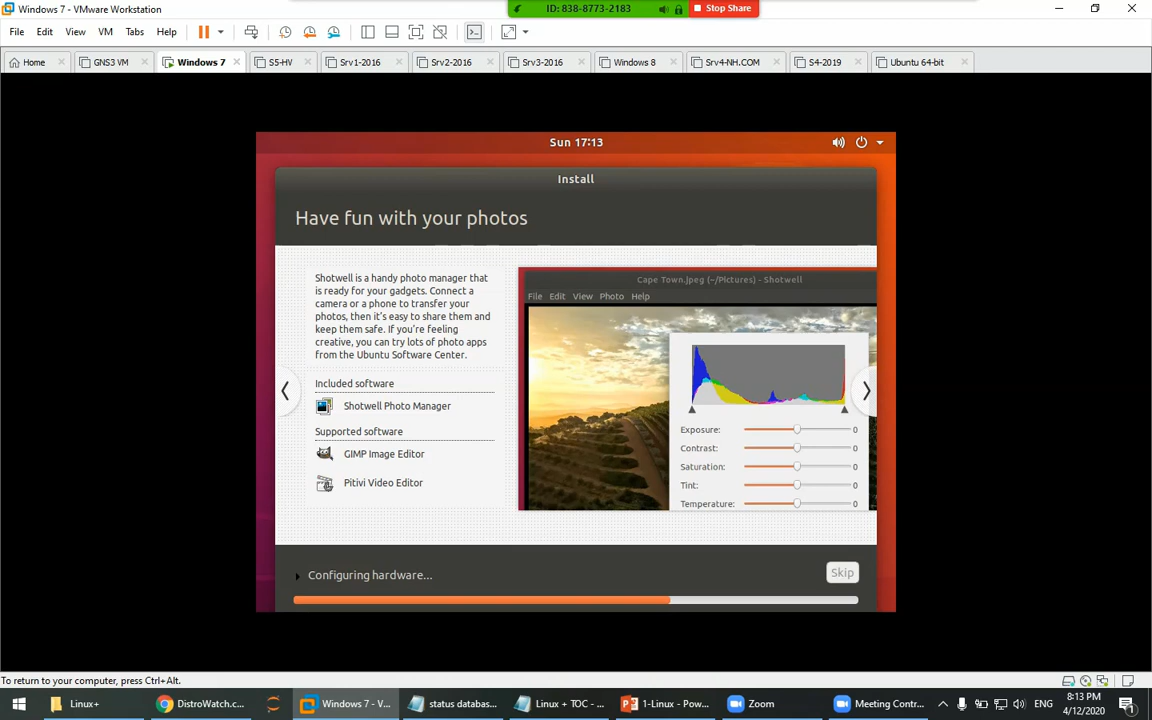 Windows 7 - VMware Workstation
ID: 838-8773-2183
Stop Share
File Edit View VM Tabs Help
Home
GNS3 VM
Windows 7
S5-HV
Srv1-2016
Srv2-2016
Srv3-2016
Windows 8
Srv4-NH.COM
S4-2019
Ubuntu 64-bit
Sun 17:13
Install
Have fun with your photos
Shotwell is a handy photo manager that
is ready for your gadgets. Connect a
camera or a phone to transfer your
photos, then it's easy to share them and
keep them safe. If you're feeling
creative, you can try lots of photo apps
from the Ubuntu Software Center.
Included software
Shotwell Photo Manager
Supported software
GIMP Image Editor
Pitivi Video Editor
Cape Town.jpeg (~/Pictures) - Shotwell
File Edit View Photo Help
Exposure: 0
Contrast: 0
Saturation: 0
Tint: 0
Temperature: 0
Configuring hardware...
Skip
To return to your computer, press Ctrl+Alt.
Linux+
DistroWatch.c...
Windows 7 - V...
status databas...
Linux + TOC - ...
1-Linux - Pow...
Zoom
Meeting Contr...
ENG
8:13 PM
4/12/2020
1